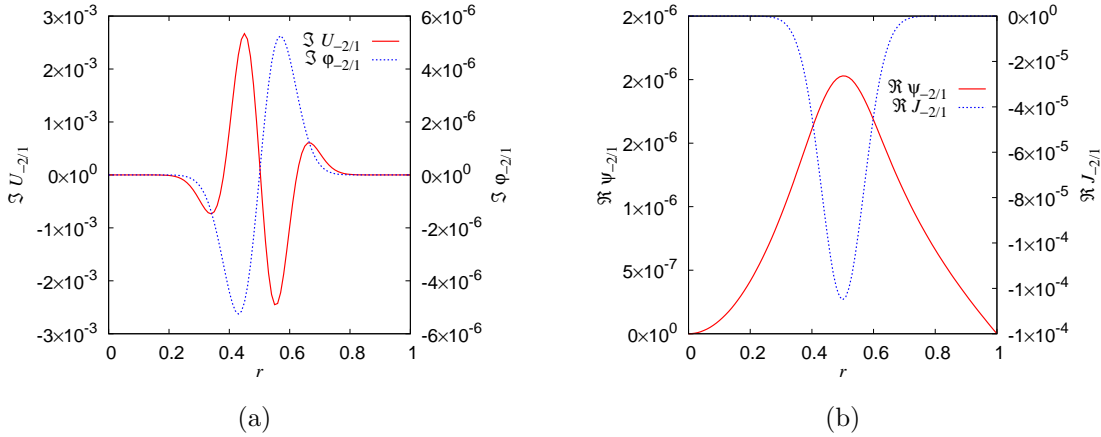 3×10⁻³
2×10⁻³
1×10⁻³
0×10⁰
-1×10⁻³
-2×10⁻³
-3×10⁻³
ℑ U₋₂/₁
6×10⁻⁶
4×10⁻⁶
2×10⁻⁶
0×10⁰
-2×10⁻⁶
-4×10⁻⁶
-6×10⁻⁶
ℑ φ₋₂/₁
ℑ U₋₂/₁
ℑ φ₋₂/₁
0 0.2 0.4 0.6 0.8 1
r
(a)
2×10⁻⁶
2×10⁻⁶
2×10⁻⁶
1×10⁻⁶
5×10⁻⁷
0×10⁰
ℜ ψ₋₂/₁
0×10⁰
-2×10⁻⁵
-4×10⁻⁵
-6×10⁻⁵
-8×10⁻⁵
-1×10⁻⁴
-1×10⁻⁴
-1×10⁻⁴
ℜ J₋₂/₁
ℜ ψ₋₂/₁
ℜ J₋₂/₁
0 0.2 0.4 0.6 0.8 1
r
(b)